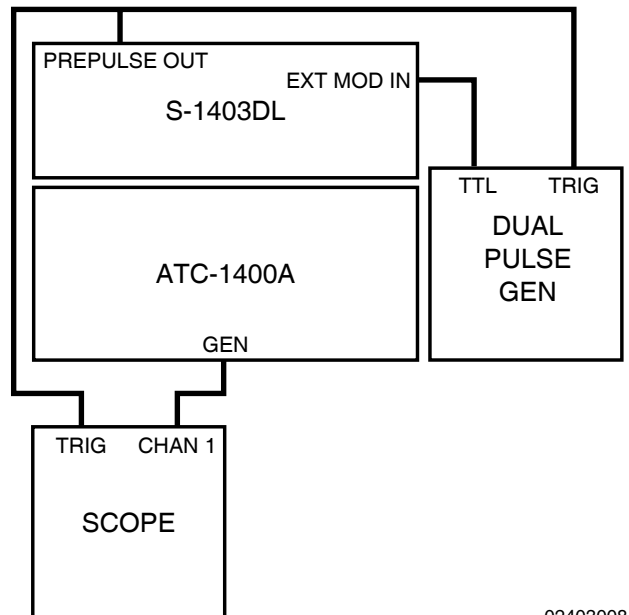 PREPULSE OUT
EXT MOD IN
S-1403DL
TTL TRIG
DUAL
PULSE
GEN
ATC-1400A
GEN
TRIG CHAN 1
SCOPE